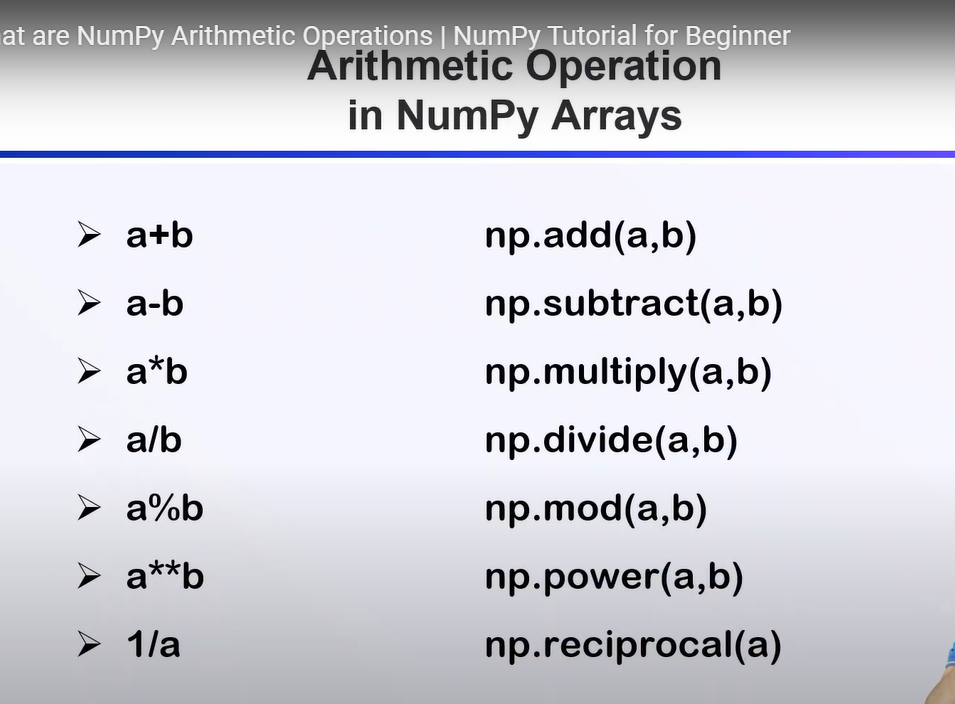 at are NumPy Arithmetic Operations | NumPy Tutorial for Beginner
Arithmetic Operation
in NumPy Arrays
➢ a+b np.add(a,b)
➢ a-b np.subtract(a,b)
➢ a*b np.multiply(a,b)
➢ a/b np.divide(a,b)
➢ a%b np.mod(a,b)
➢ a**b np.power(a,b)
➢ 1/a np.reciprocal(a)